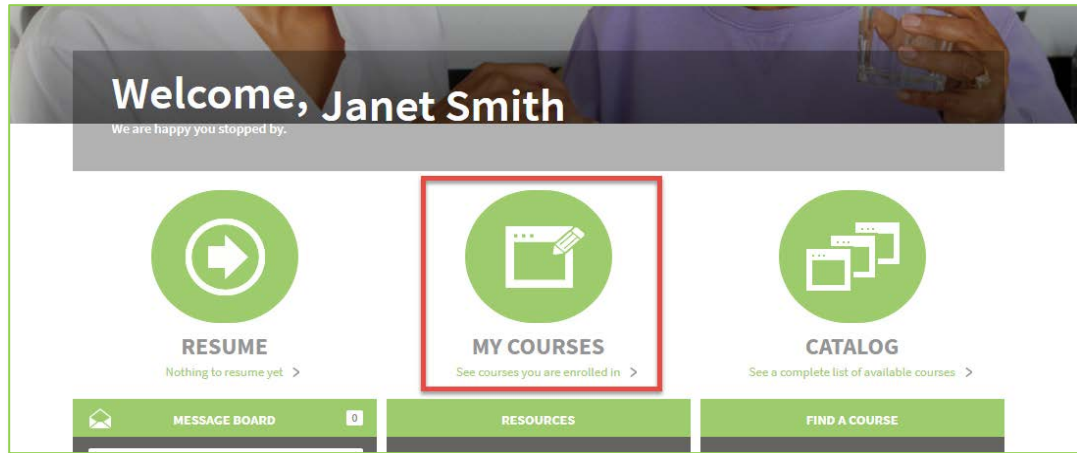 Welcome, Janet Smith
We are happy you stopped by.
RESUME
Nothing to resume yet >
MY COURSES
See courses you are enrolled in >
CATALOG
See a complete list of available courses >
MESSAGE BOARD 0
RESOURCES
FIND A COURSE